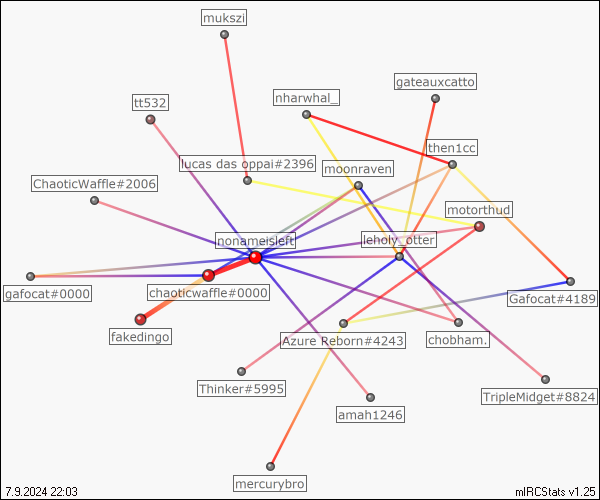 mukszi
gateauxcatto
tt532
nharwhal_
then1cc
lucas das oppai#2396
moonraven
ChaoticWaffle#2006
motorthud
nonameisleft
leholy_otter
gafocat#0000
chaoticwaffle#0000
Gafocat#4189
fakedingo
Azure Reborn#4243
chobham.
Thinker#5995
TripleMidget#8824
amah1246
mercurybro
7.9.2024 22:03
mIRCStats v1.25